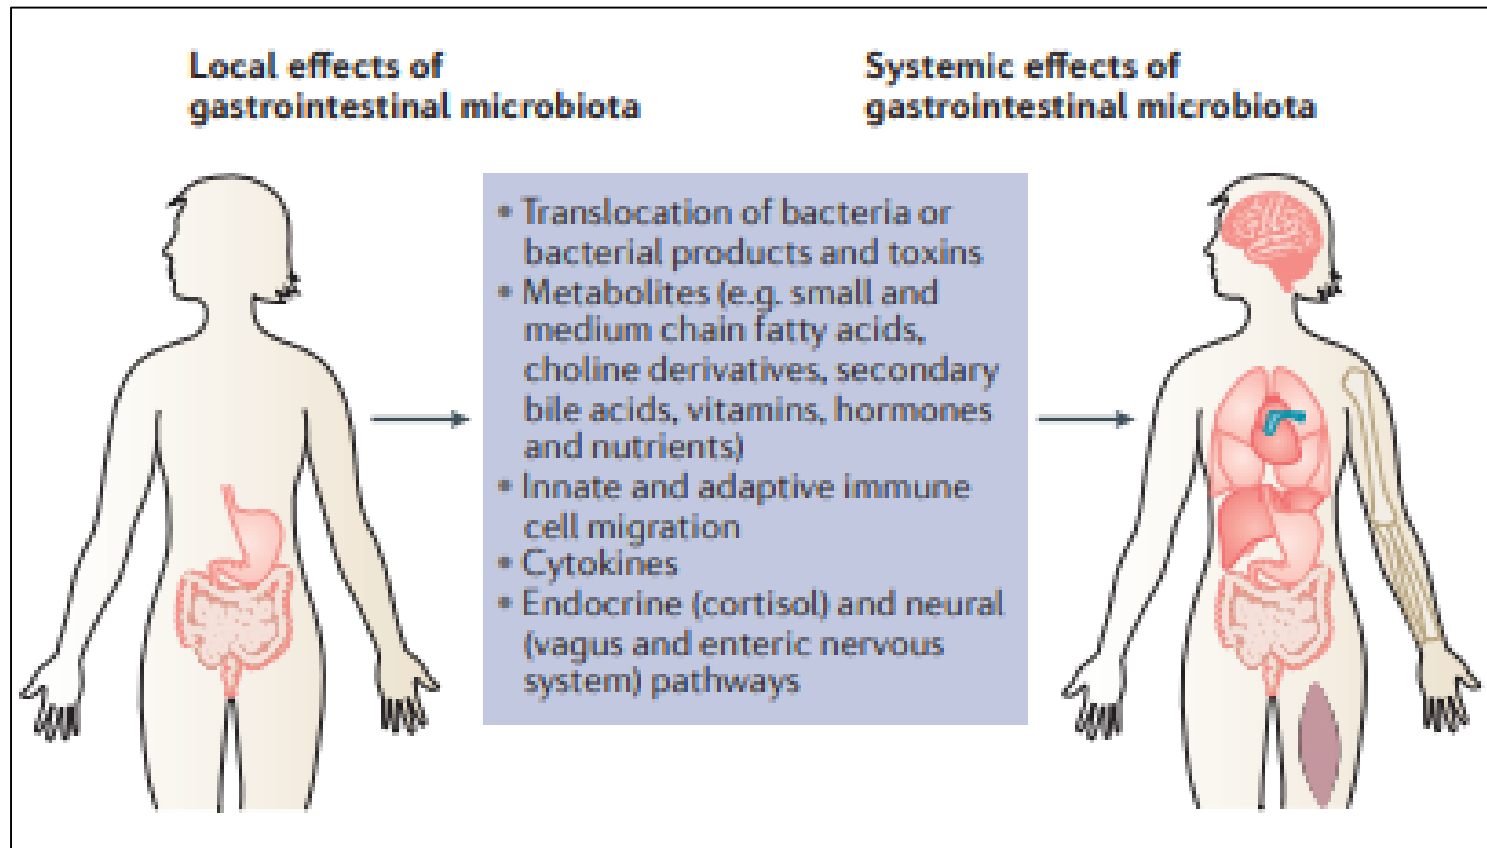 Local effects of
gastrointestinal microbiota
Systemic effects of
gastrointestinal microbiota
• Translocation of bacteria or
bacterial products and toxins
• Metabolites (e.g. small and
medium chain fatty acids,
choline derivatives, secondary
bile acids, vitamins, hormones
and nutrients)
• Innate and adaptive immune
cell migration
• Cytokines
• Endocrine (cortisol) and neural
(vagus and enteric nervous
system) pathways